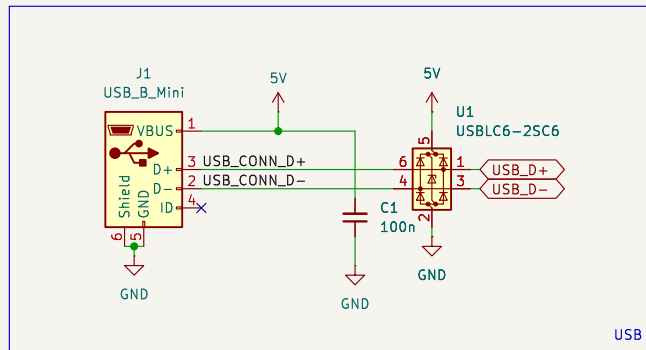 J1
USB_B_Mini
5V
5V
U1
USBLC6-2SC6
VBUS 1
5
D+ 3 USB_CONN_D+
6 1 USB_D+
D- 2 USB_CONN_D-
4 3 USB_D-
ID 4
Shield
GND
6 5
C1
100n
2
GND
GND
GND
USB